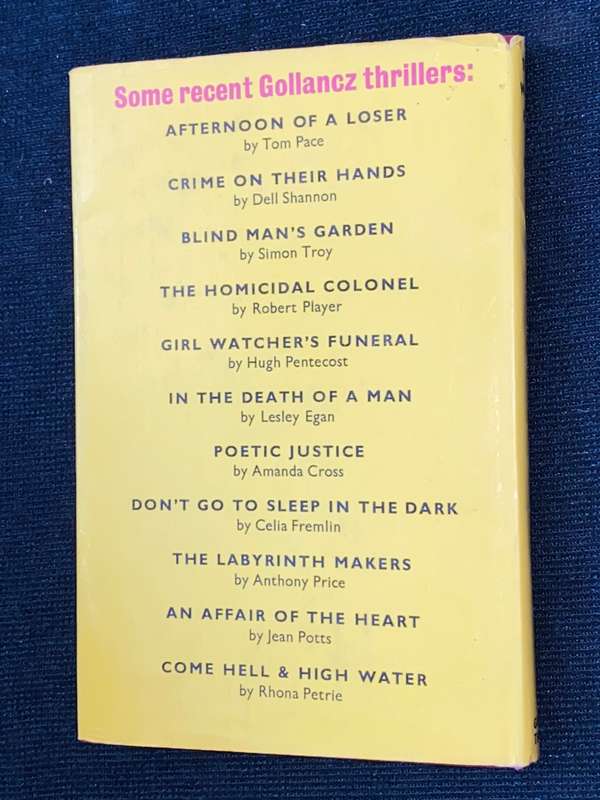 Some recent Gollancz thrillers:
AFTERNOON OF A LOSER
by Tom Pace
CRIME ON THEIR HANDS
by Dell Shannon
BLIND MAN'S GARDEN
by Simon Troy
THE HOMICIDAL COLONEL
by Robert Player
GIRL WATCHER'S FUNERAL
by Hugh Pentecost
IN THE DEATH OF A MAN
by Lesley Egan
POETIC JUSTICE
by Amanda Cross
DON'T GO TO SLEEP IN THE DARK
by Celia Fremlin
THE LABYRINTH MAKERS
by Anthony Price
AN AFFAIR OF THE HEART
by Jean Potts
COME HELL & HIGH WATER
by Rhona Petrie